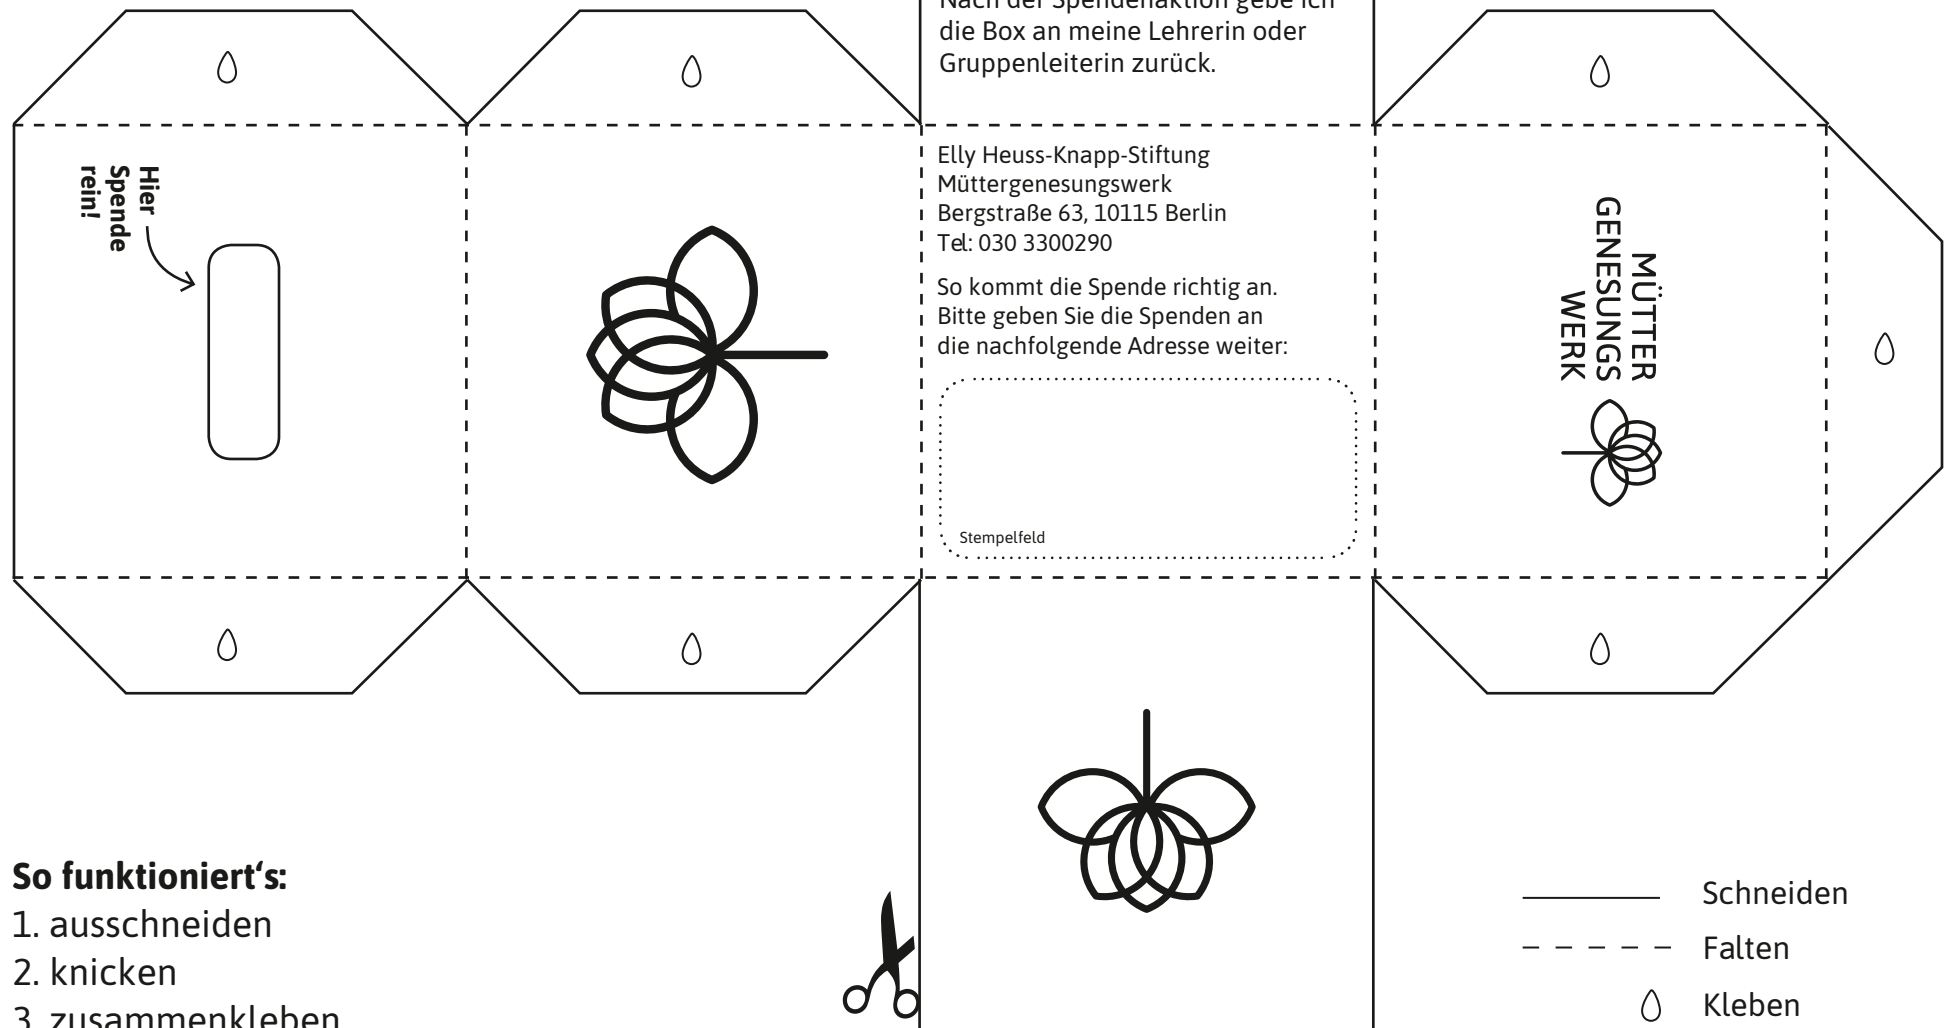 Nach der Spendenaktion gebe ich
die Box an meine Lehrerin oder
Gruppenleiterin zurück.
Hier
Spende
rein!
Elly Heuss-Knapp-Stiftung
Müttergenesungswerk
Bergstraße 63, 10115 Berlin
Tel: 030 3300290
So kommt die Spende richtig an.
Bitte geben Sie die Spenden an
die nachfolgende Adresse weiter:
Stempelfeld
MÜTTER
GENESUNGS
WERK
So funktioniert‘s:
1. ausschneiden
2. knicken
3. zusammenkleben
Schneiden
Falten
Kleben